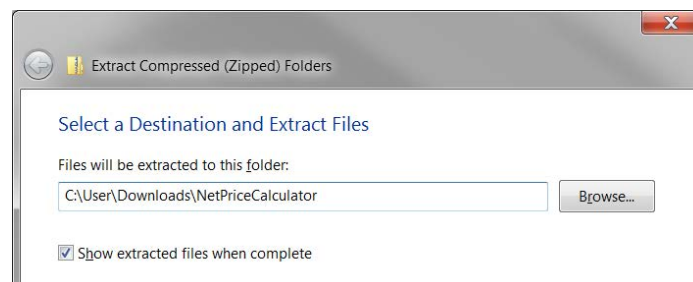 Extract Compressed (Zipped) Folders
Select a Destination and Extract Files
Files will be extracted to this folder:
C:\User\Downloads\NetPriceCalculator
Browse...
Show extracted files when complete